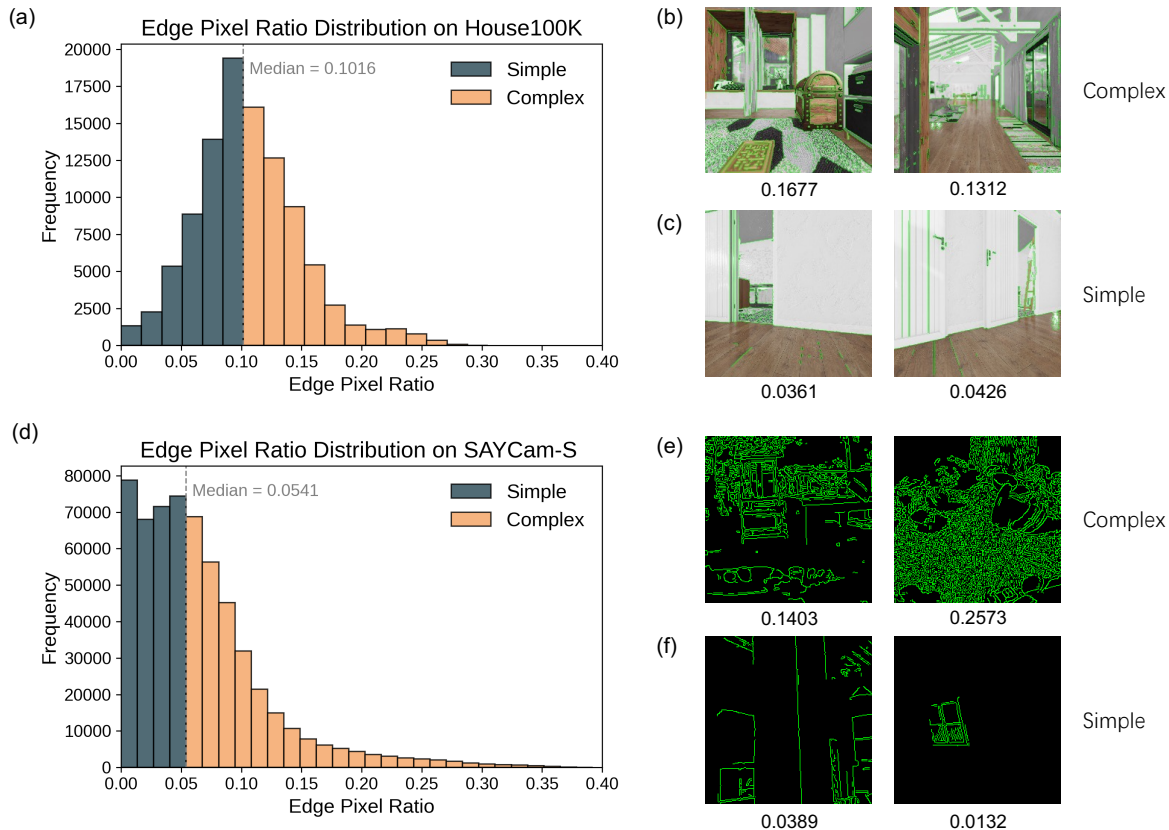 (a)
Edge Pixel Ratio Distribution on House100K
20000
17500
15000
12500
10000
7500
5000
2500
0
Frequency
Median = 0.1016
Simple
Complex
0.00 0.05 0.10 0.15 0.20 0.25 0.30 0.35 0.40
Edge Pixel Ratio
(b)
0.1677 0.1312
Complex
(c)
0.0361 0.0426
Simple
(d)
Edge Pixel Ratio Distribution on SAYCam-S
80000
70000
60000
50000
40000
30000
20000
10000
0
Frequency
Median = 0.0541
Simple
Complex
0.00 0.05 0.10 0.15 0.20 0.25 0.30 0.35 0.40
Edge Pixel Ratio
(e)
0.1403 0.2573
Complex
(f)
0.0389 0.0132
Simple